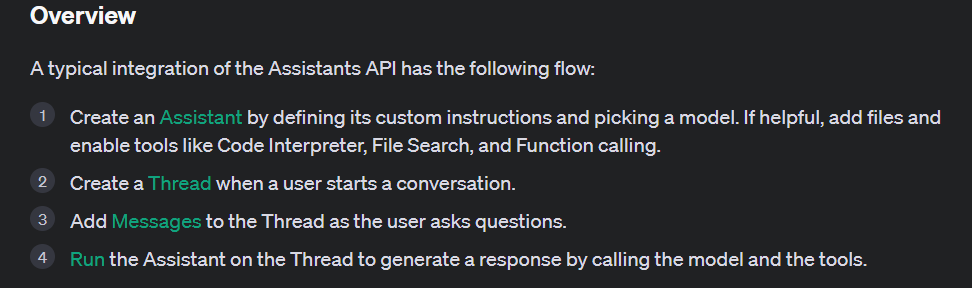 Overview
A typical integration of the Assistants API has the following flow:
1 Create an Assistant by defining its custom instructions and picking a model. If helpful, add files and
enable tools like Code Interpreter, File Search, and Function calling.
2 Create a Thread when a user starts a conversation.
3 Add Messages to the Thread as the user asks questions.
4 Run the Assistant on the Thread to generate a response by calling the model and the tools.